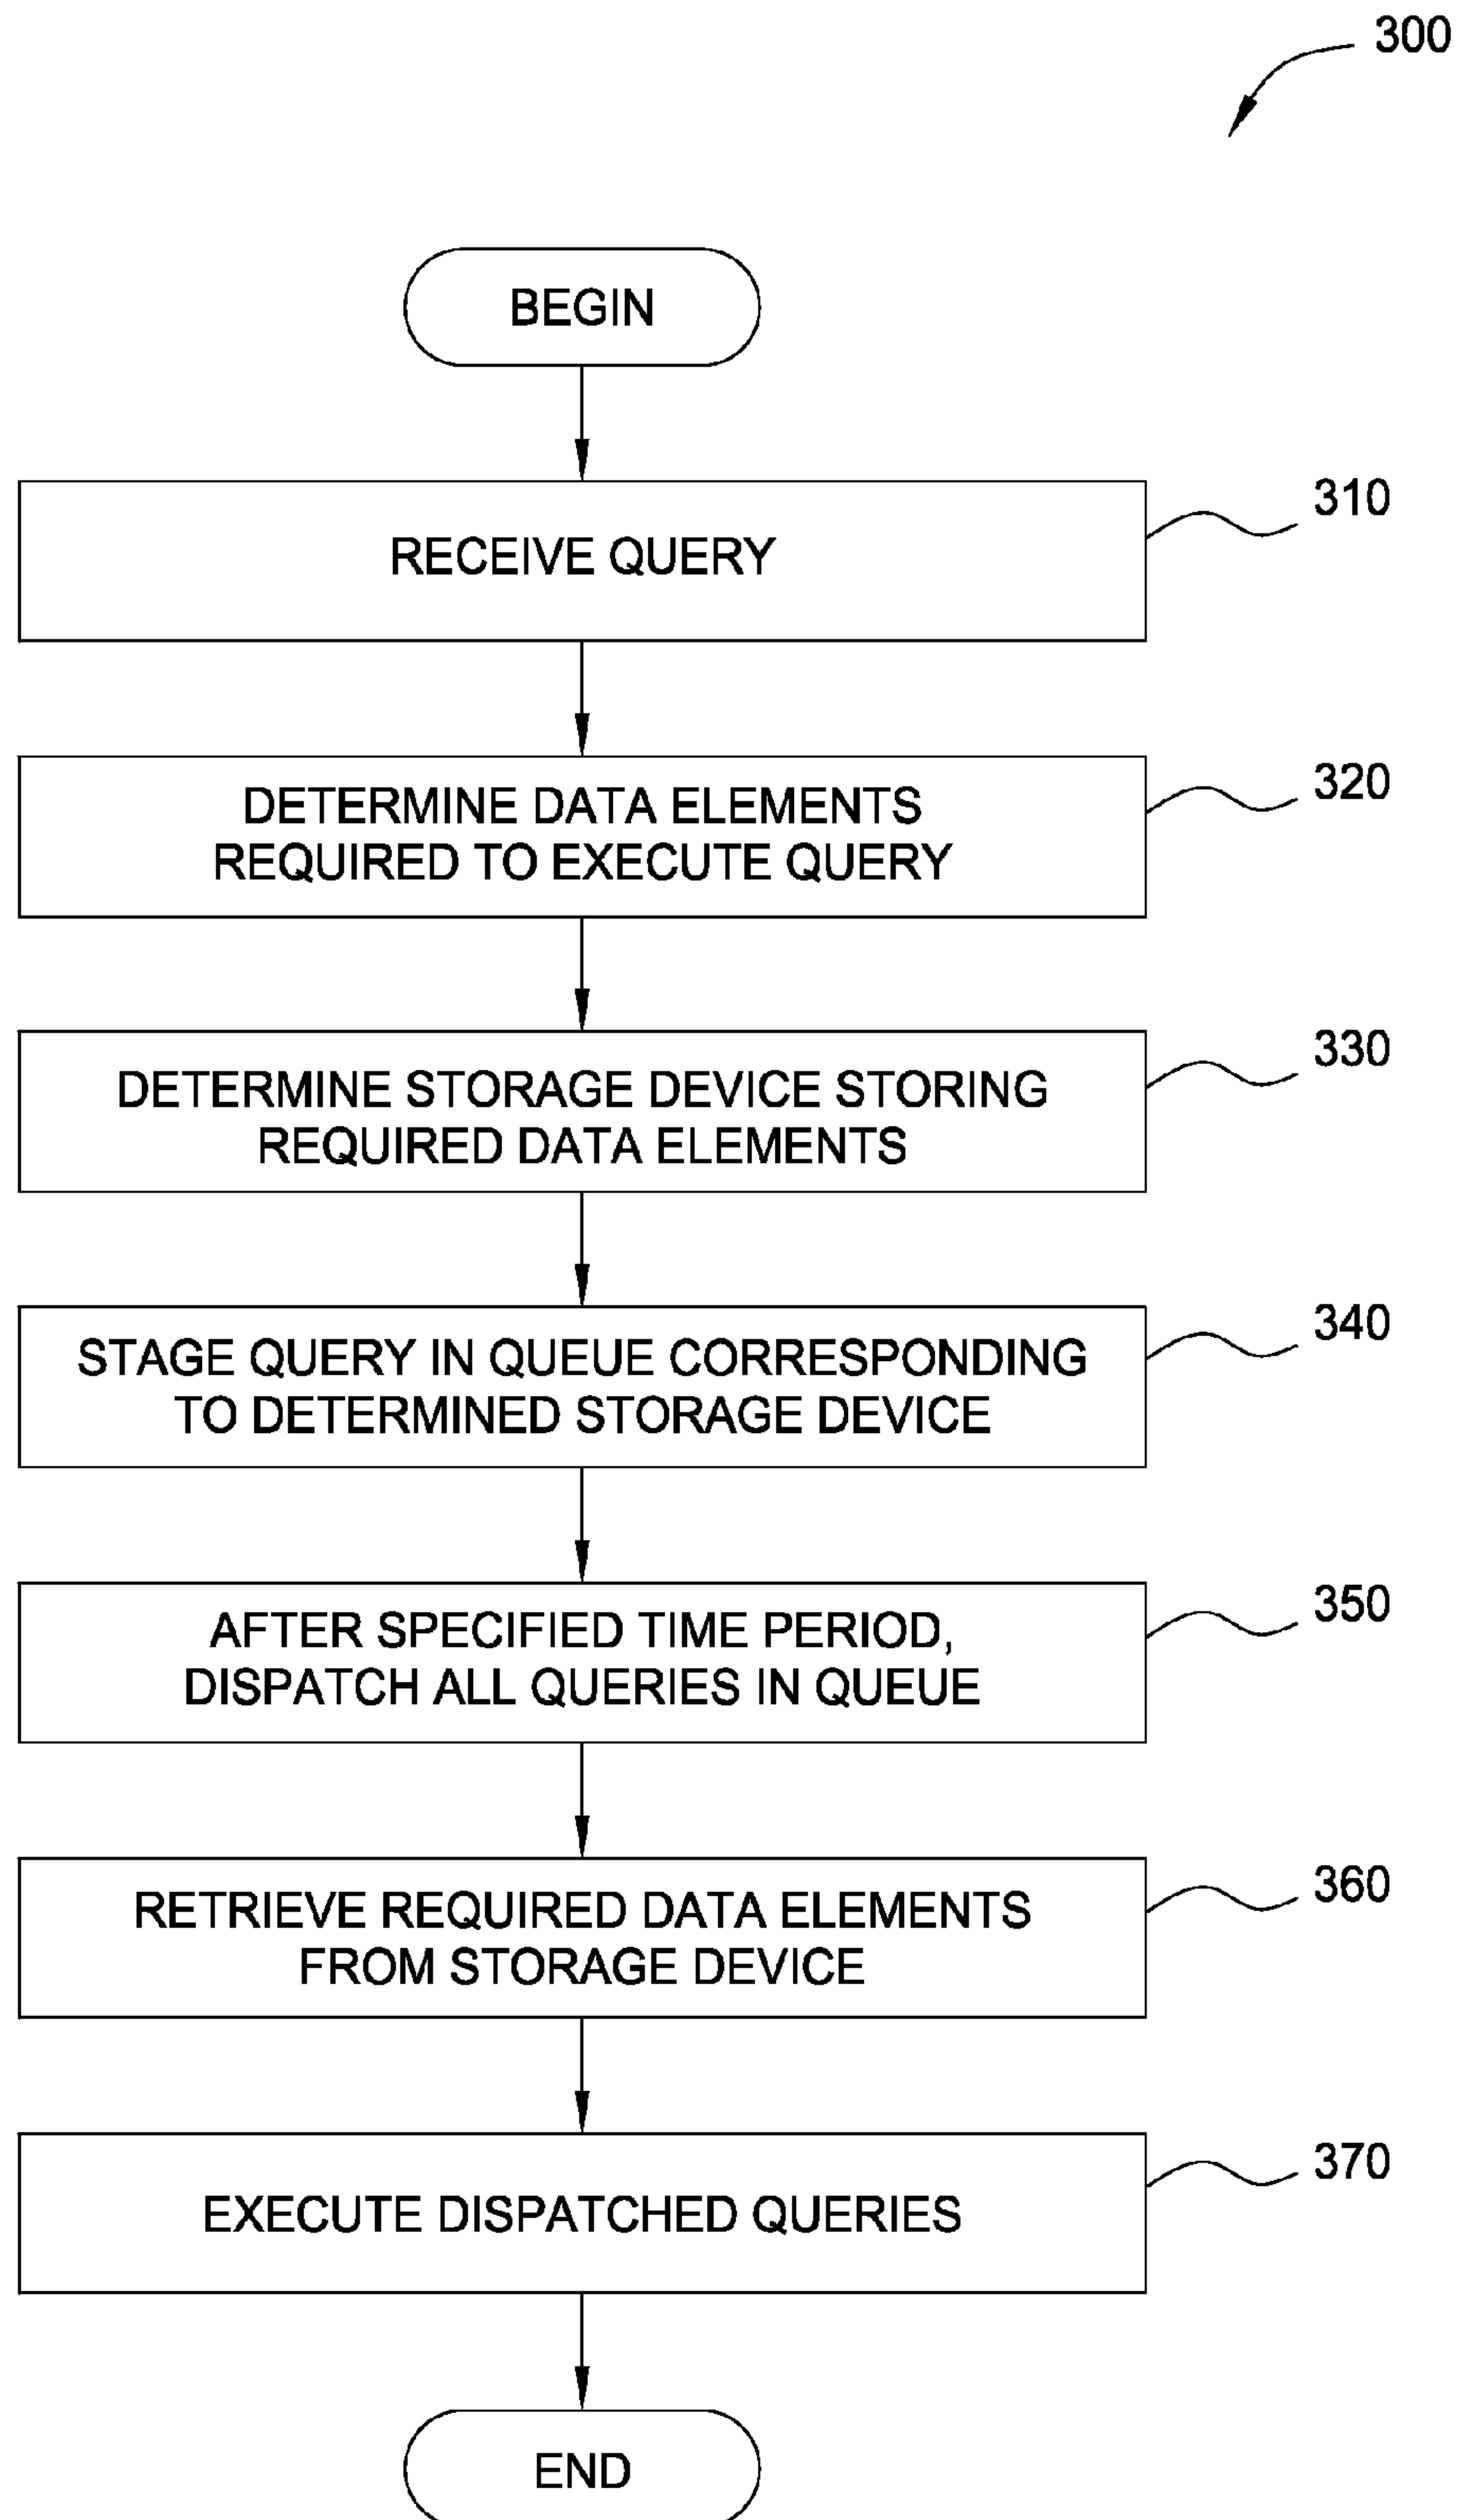 300
BEGIN
RECEIVE QUERY
310
DETERMINE DATA ELEMENTS
REQUIRED TO EXECUTE QUERY
320
DETERMINE STORAGE DEVICE STORING
REQUIRED DATA ELEMENTS
330
STAGE QUERY IN QUEUE CORRESPONDING
TO DETERMINED STORAGE DEVICE
340
AFTER SPECIFIED TIME PERIOD,
DISPATCH ALL QUERIES IN QUEUE
350
RETRIEVE REQUIRED DATA ELEMENTS
FROM STORAGE DEVICE
360
EXECUTE DISPATCHED QUERIES
370
END